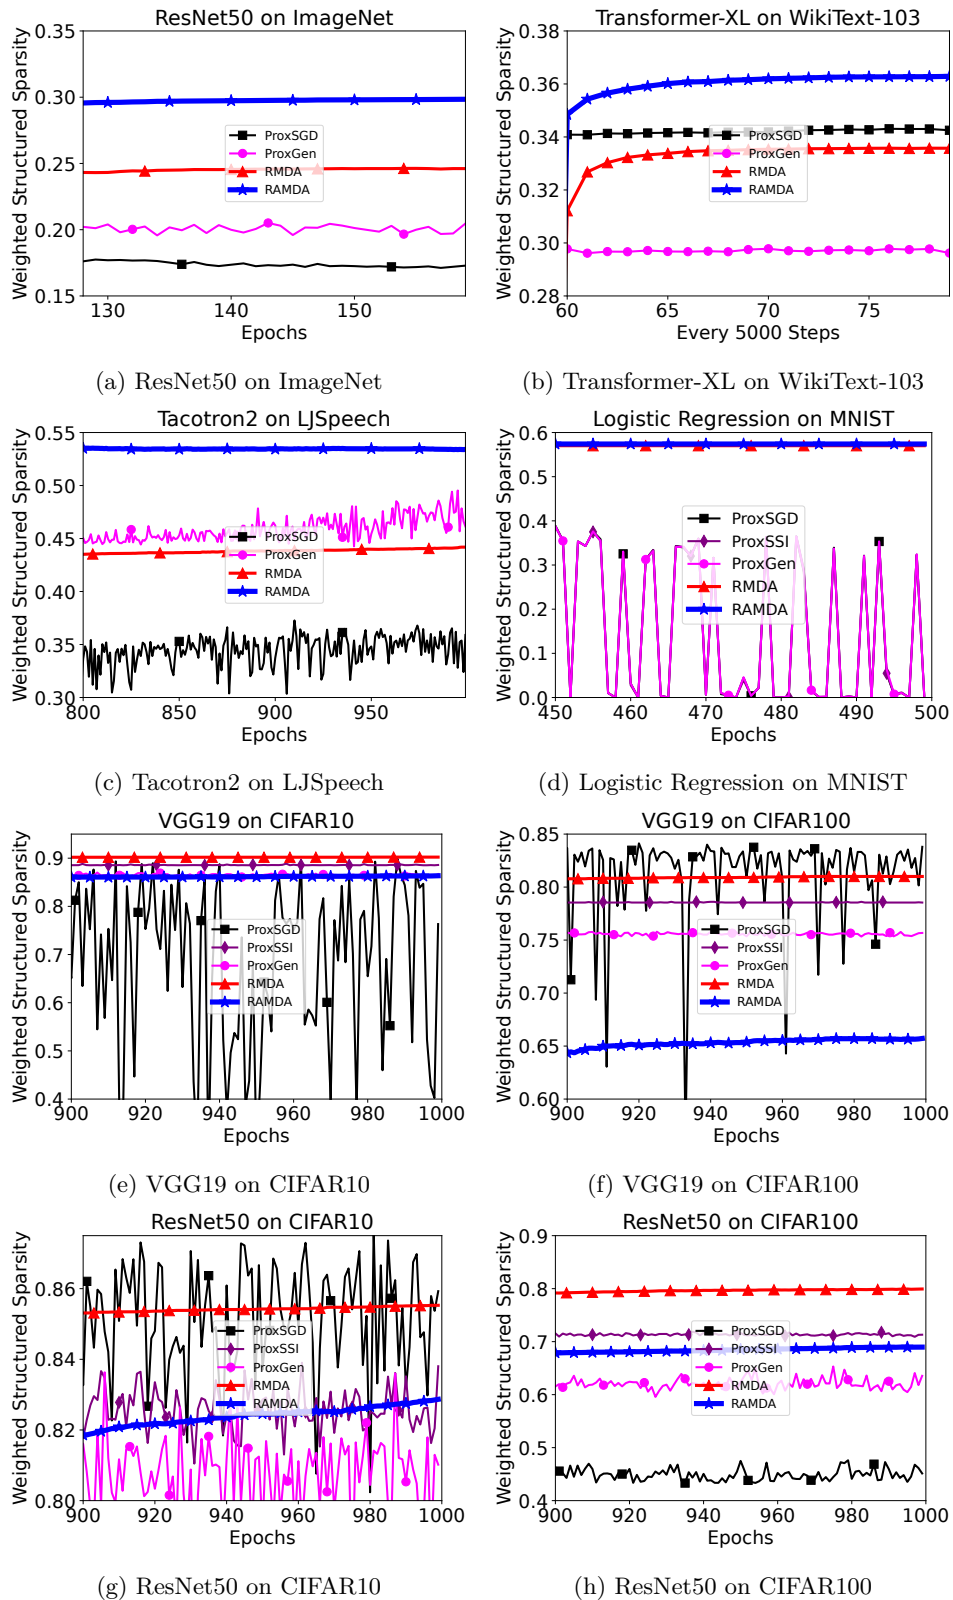 ResNet50 on ImageNet
Weighted Structured Sparsity
0.35
0.30
0.25
0.20
0.15
ProxSGD
ProxGen
RMDA
RAMDA
130 140 150
Epochs
(a) ResNet50 on ImageNet
Transformer-XL on WikiText-103
Weighted Structured Sparsity
0.38
0.36
0.34
0.32
0.30
0.28
ProxSGD
ProxGen
RMDA
RAMDA
60 65 70 75
Every 5000 Steps
(b) Transformer-XL on WikiText-103
Tacotron2 on LJSpeech
Weighted Structured Sparsity
0.55
0.50
0.45
0.40
0.35
0.30
ProxSGD
ProxGen
RMDA
RAMDA
800 850 900 950
Epochs
(c) Tacotron2 on LJSpeech
Logistic Regression on MNIST
Weighted Structured Sparsity
0.6
0.5
0.4
0.3
0.2
0.1
0.0
ProxSGD
ProxSSI
ProxGen
RMDA
RAMDA
450 460 470 480 490 500
Epochs
(d) Logistic Regression on MNIST
VGG19 on CIFAR10
Weighted Structured Sparsity
0.9
0.8
0.7
0.6
0.5
0.4
ProxSGD
ProxSSI
ProxGen
RMDA
RAMDA
900 920 940 960 980 1000
Epochs
(e) VGG19 on CIFAR10
VGG19 on CIFAR100
Weighted Structured Sparsity
0.85
0.80
0.75
0.70
0.65
0.60
ProxSGD
ProxSSI
ProxGen
RMDA
RAMDA
900 920 940 960 980 1000
Epochs
(f) VGG19 on CIFAR100
ResNet50 on CIFAR10
Weighted Structured Sparsity
0.86
0.84
0.82
0.80
ProxSGD
ProxSSI
ProxGen
RMDA
RAMDA
900 920 940 960 980 1000
Epochs
(g) ResNet50 on CIFAR10
ResNet50 on CIFAR100
Weighted Structured Sparsity
0.9
0.8
0.7
0.6
0.5
0.4
ProxSGD
ProxSSI
ProxGen
RMDA
RAMDA
900 920 940 960 980 1000
Epochs
(h) ResNet50 on CIFAR100